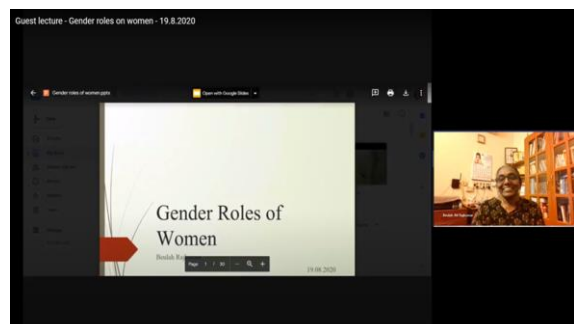 Guest lecture - Gender roles on women - 19.8.2020
Gender roles of women.pptx
Open with Google Slides
Gender Roles of
Women
Bindah
Page 1 / 30
19.08.2020